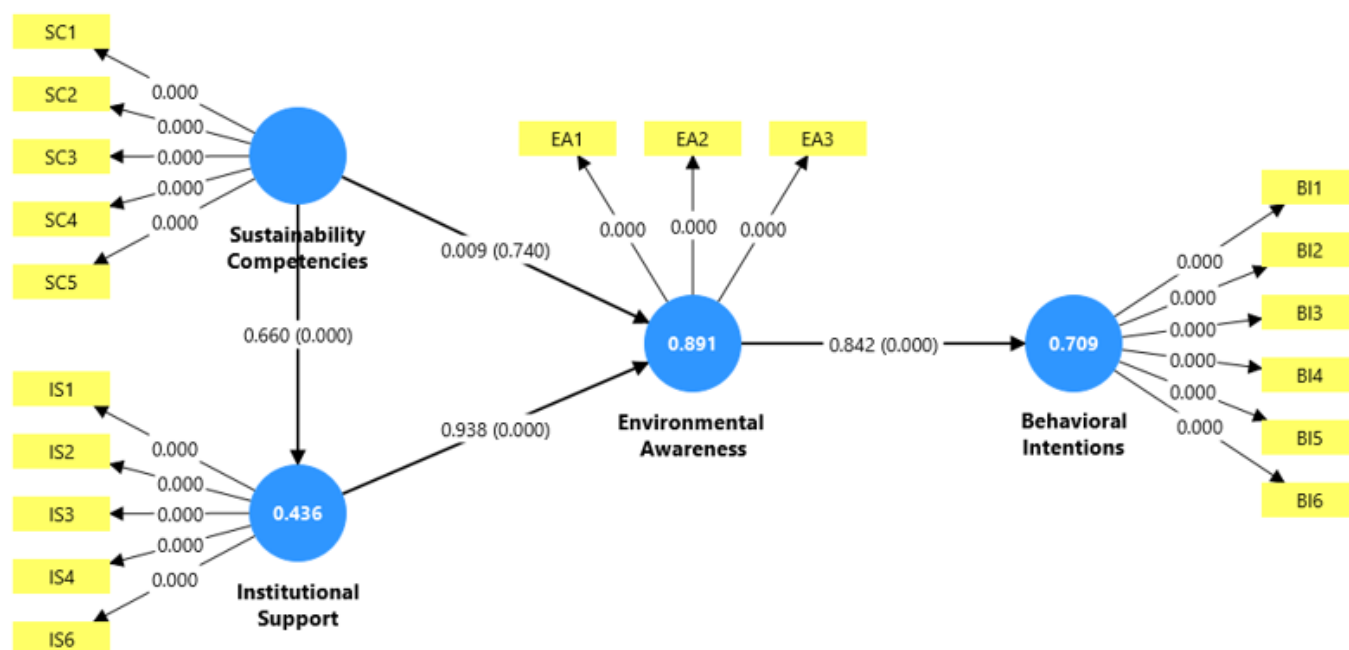 SC1
SC2
SC3
SC4
SC5
0.000
0.000
0.000
0.000
0.000
Sustainability
Competencies
0.009 (0.740)
0.660 (0.000)
EA1
EA2
EA3
0.000
0.000
0.000
0.891
Environmental
Awareness
0.842 (0.000)
0.938 (0.000)
IS1
IS2
IS3
IS4
IS6
0.000
0.000
0.000
0.000
0.000
0.436
Institutional
Support
0.709
Behavioral
Intentions
0.000
0.000
0.000
0.000
0.000
0.000
BI1
BI2
BI3
BI4
BI5
BI6